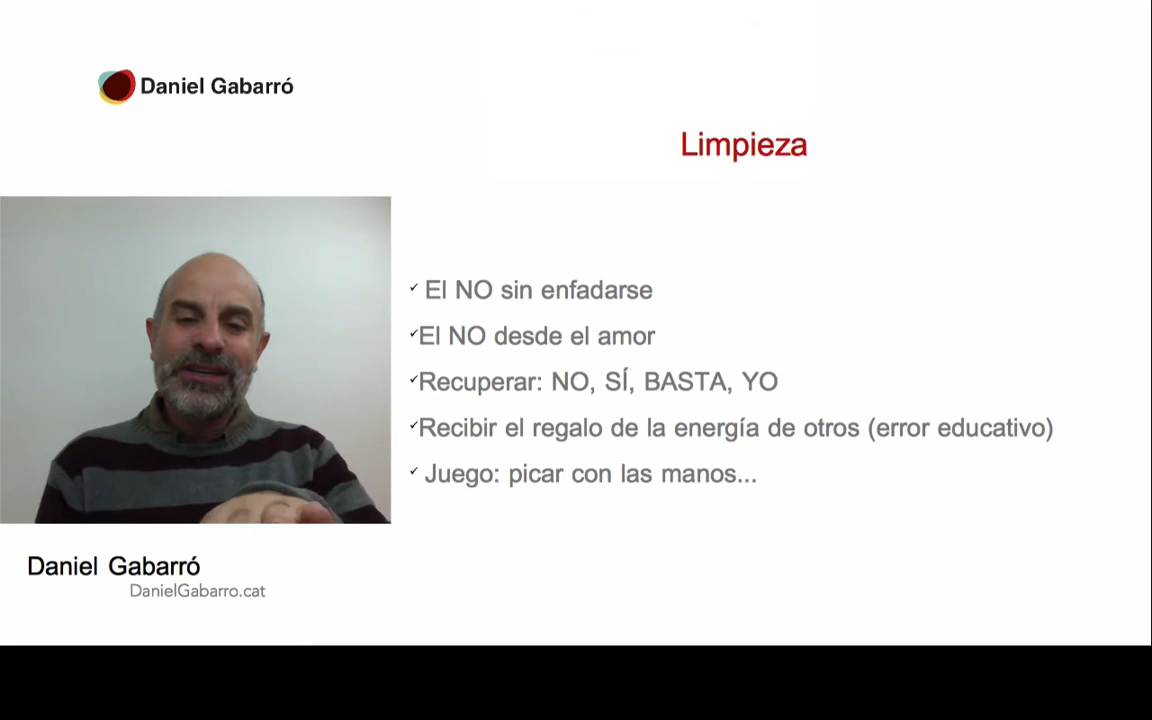 Daniel Gabarró
Limpieza
El NO sin enfadarse
El NO desde el amor
Recuperar: NO, SÍ, BASTA, YO
Recibir el regalo de la energía de otros (error educativo)
Juego: picar con las manos...
Daniel Gabarró
DanielGabarro.cat